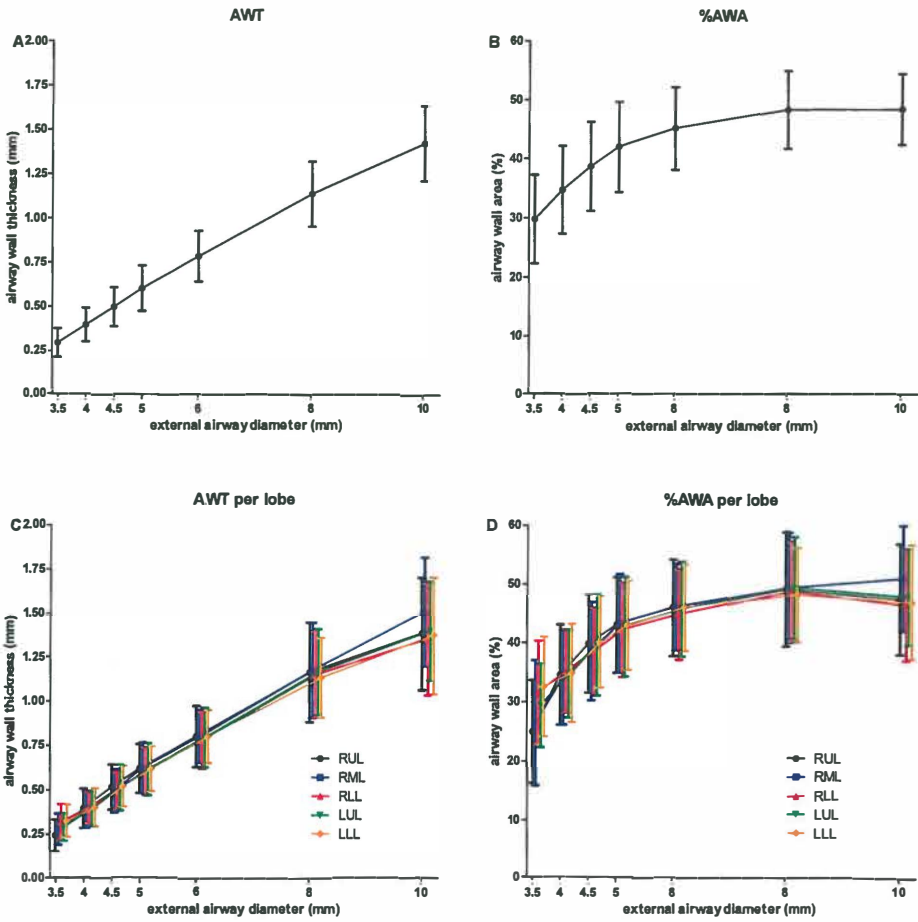 AWT
A
2.00
1.75
1.50
1.25
1.00
0.75
0.50
0.25
0.00
airway wall thickness (mm)
3.5 4 4.5 5 6 8 10
external airway diameter (mm)
%AWA
B
60
50
40
30
20
10
0
airway wall area (%)
3.5 4 4.5 5 8 8 10
external airway diameter (mm)
AWT per lobe
C
2.00
1.75
1.50
1.25
1.00
0.75
0.50
0.25
0.00
airway wall thickness (mm)
RUL
RML
RLL
LUL
LLL
3.5 4 4.5 5 6 8 10
external airway diameter (mm)
%AWA per lobe
D
60
50
40
30
20
10
0
airway wall area (%)
RUL
RML
RLL
LUL
LLL
3.5 4 4.5 5 8 8 10
external airway diameter (mm)